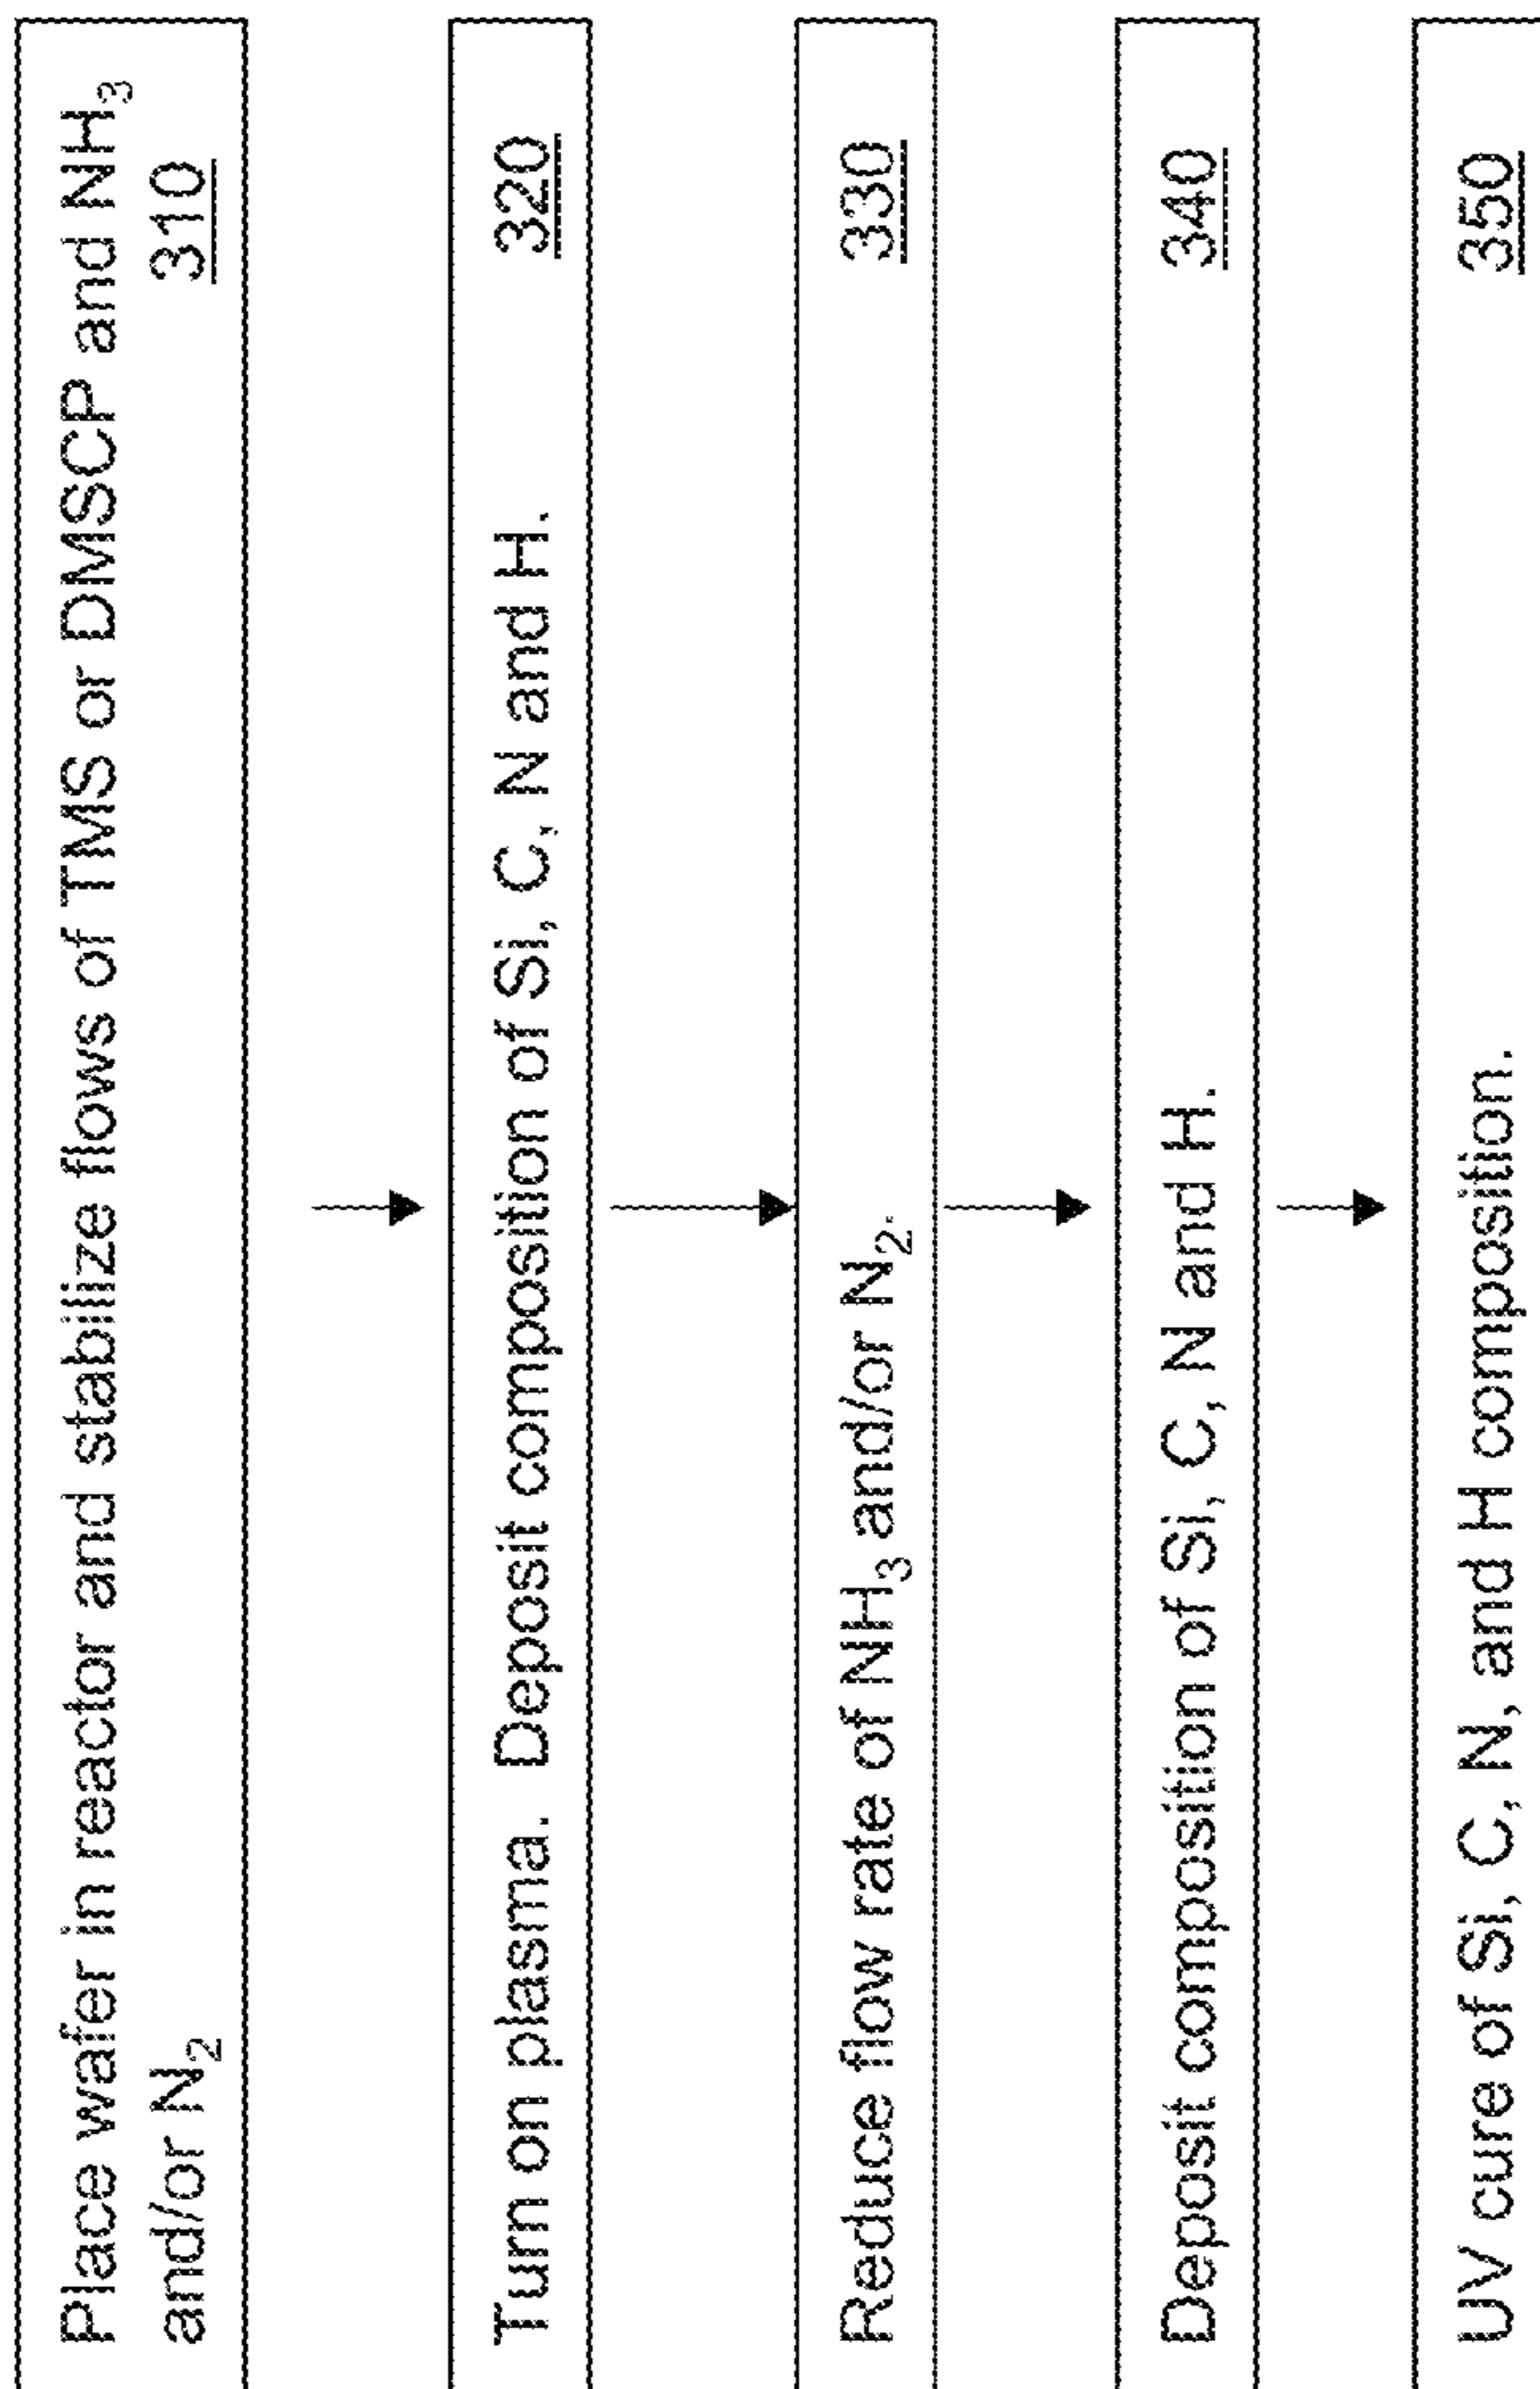 Place wafer in reactor and stabilize flows of TMS or DMSCP and NH₃
and/or N₂
310
Turn on plasma. Deposit composition of Si, C, N and H.
320
Reduce flow rate of NH₃ and/or N₂.
330
Deposit composition of Si, C, N and H.
340
UV cure of Si, C, N, and H composition.
350